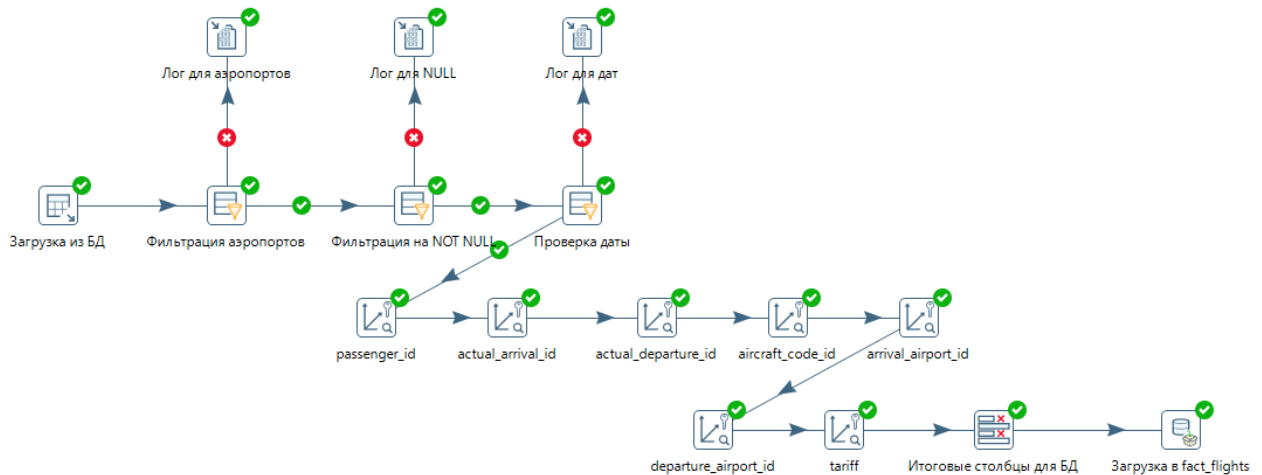 Лог для аэропортов
Лог для NULL
Лог для дат
Загрузка из БД
Фильтрация аэропортов
Фильтрация на NOT NULL
Проверка даты
passenger_id
actual_arrival_id
actual_departure_id
aircraft_code_id
arrival_airport_id
departure_airport_id
tariff
Итоговые столбцы для БД
Загрузка в fact_flights